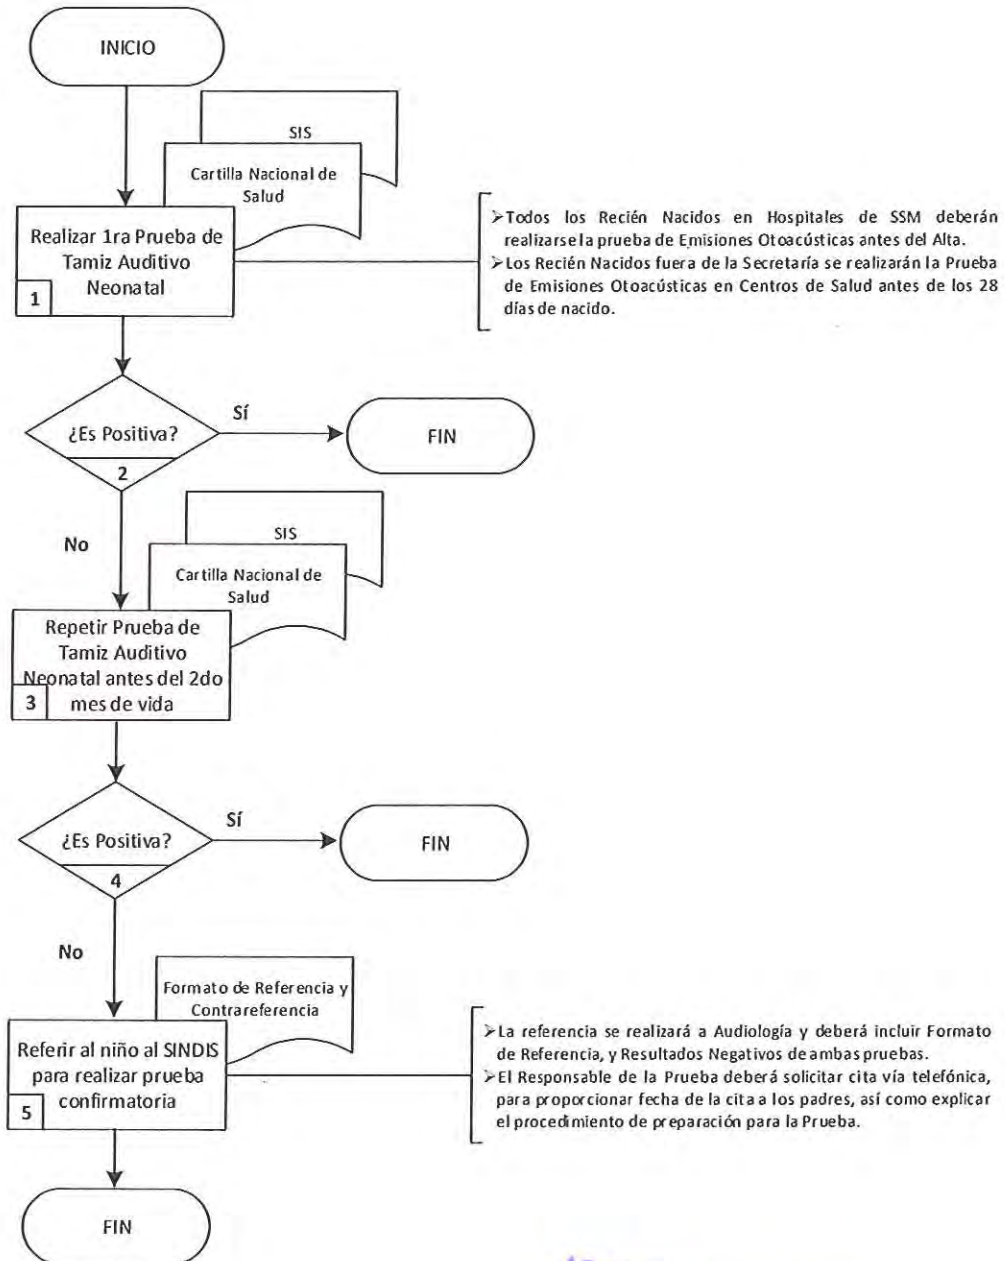 INICIO
SIS
Cartilla Nacional de
Salud
Realizar 1ra Prueba de
Tamiz Auditivo
Neonatal
1
➢Todos los Recién Nacidos en Hospitales de SSM deberán
realizarse la prueba de Emisiones Otoacústicas antes del Alta.
➢Los Recién Nacidos fuera de la Secretaría se realizarán la Prueba
de Emisiones Otoacústicas en Centros de Salud antes de los 28
días de nacido.
¿Es Positiva?
2
Sí
FIN
No
SIS
Cartilla Nacional de
Salud
Repetir Prueba de
Tamiz Auditivo
Neonatal antes del 2do
mes de vida
3
¿Es Positiva?
4
Sí
FIN
No
Formato de Referencia y
Contrareferencia
Referir al niño al SINDIS
para realizar prueba
confirmatoria
5
➢La referencia se realizará a Audiología y deberá incluir Formato
de Referencia, y Resultados Negativos de ambas pruebas.
➢El Responsable de la Prueba deberá solicitar cita vía telefónica,
para proporcionar fecha de la cita a los padres, así como explicar
el procedimiento de preparación para la Prueba.
FIN